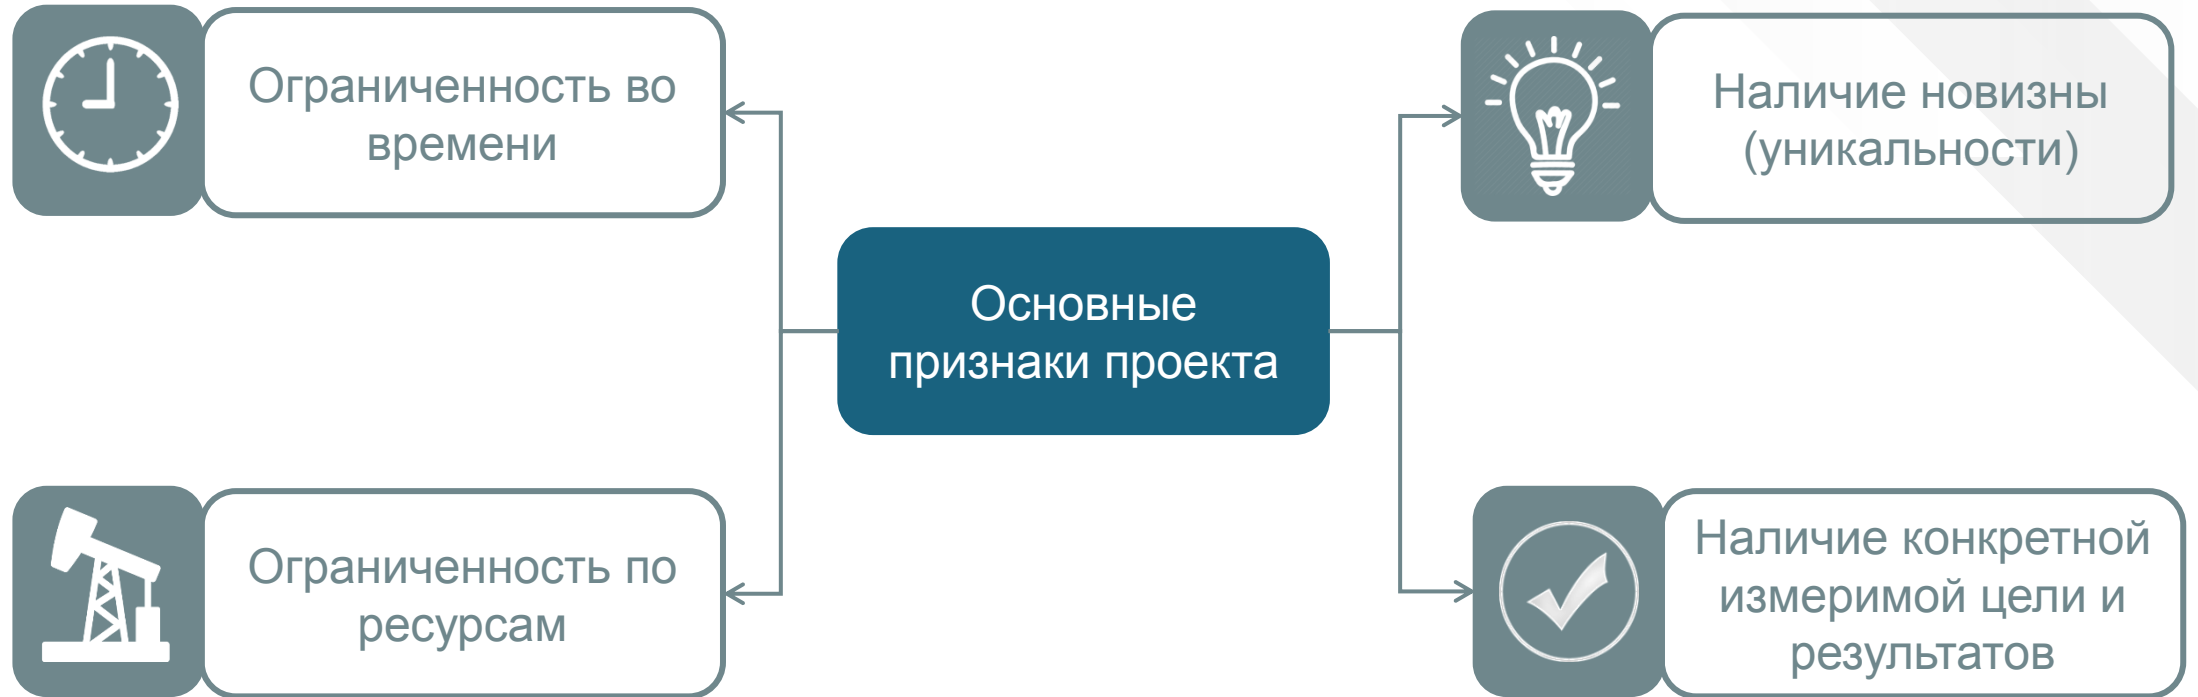 Ограниченность во
времени
Наличие новизны
(уникальности)
Основные
признаки проекта
Ограниченность по
ресурсам
Наличие конкретной
измеримой цели и
результатов